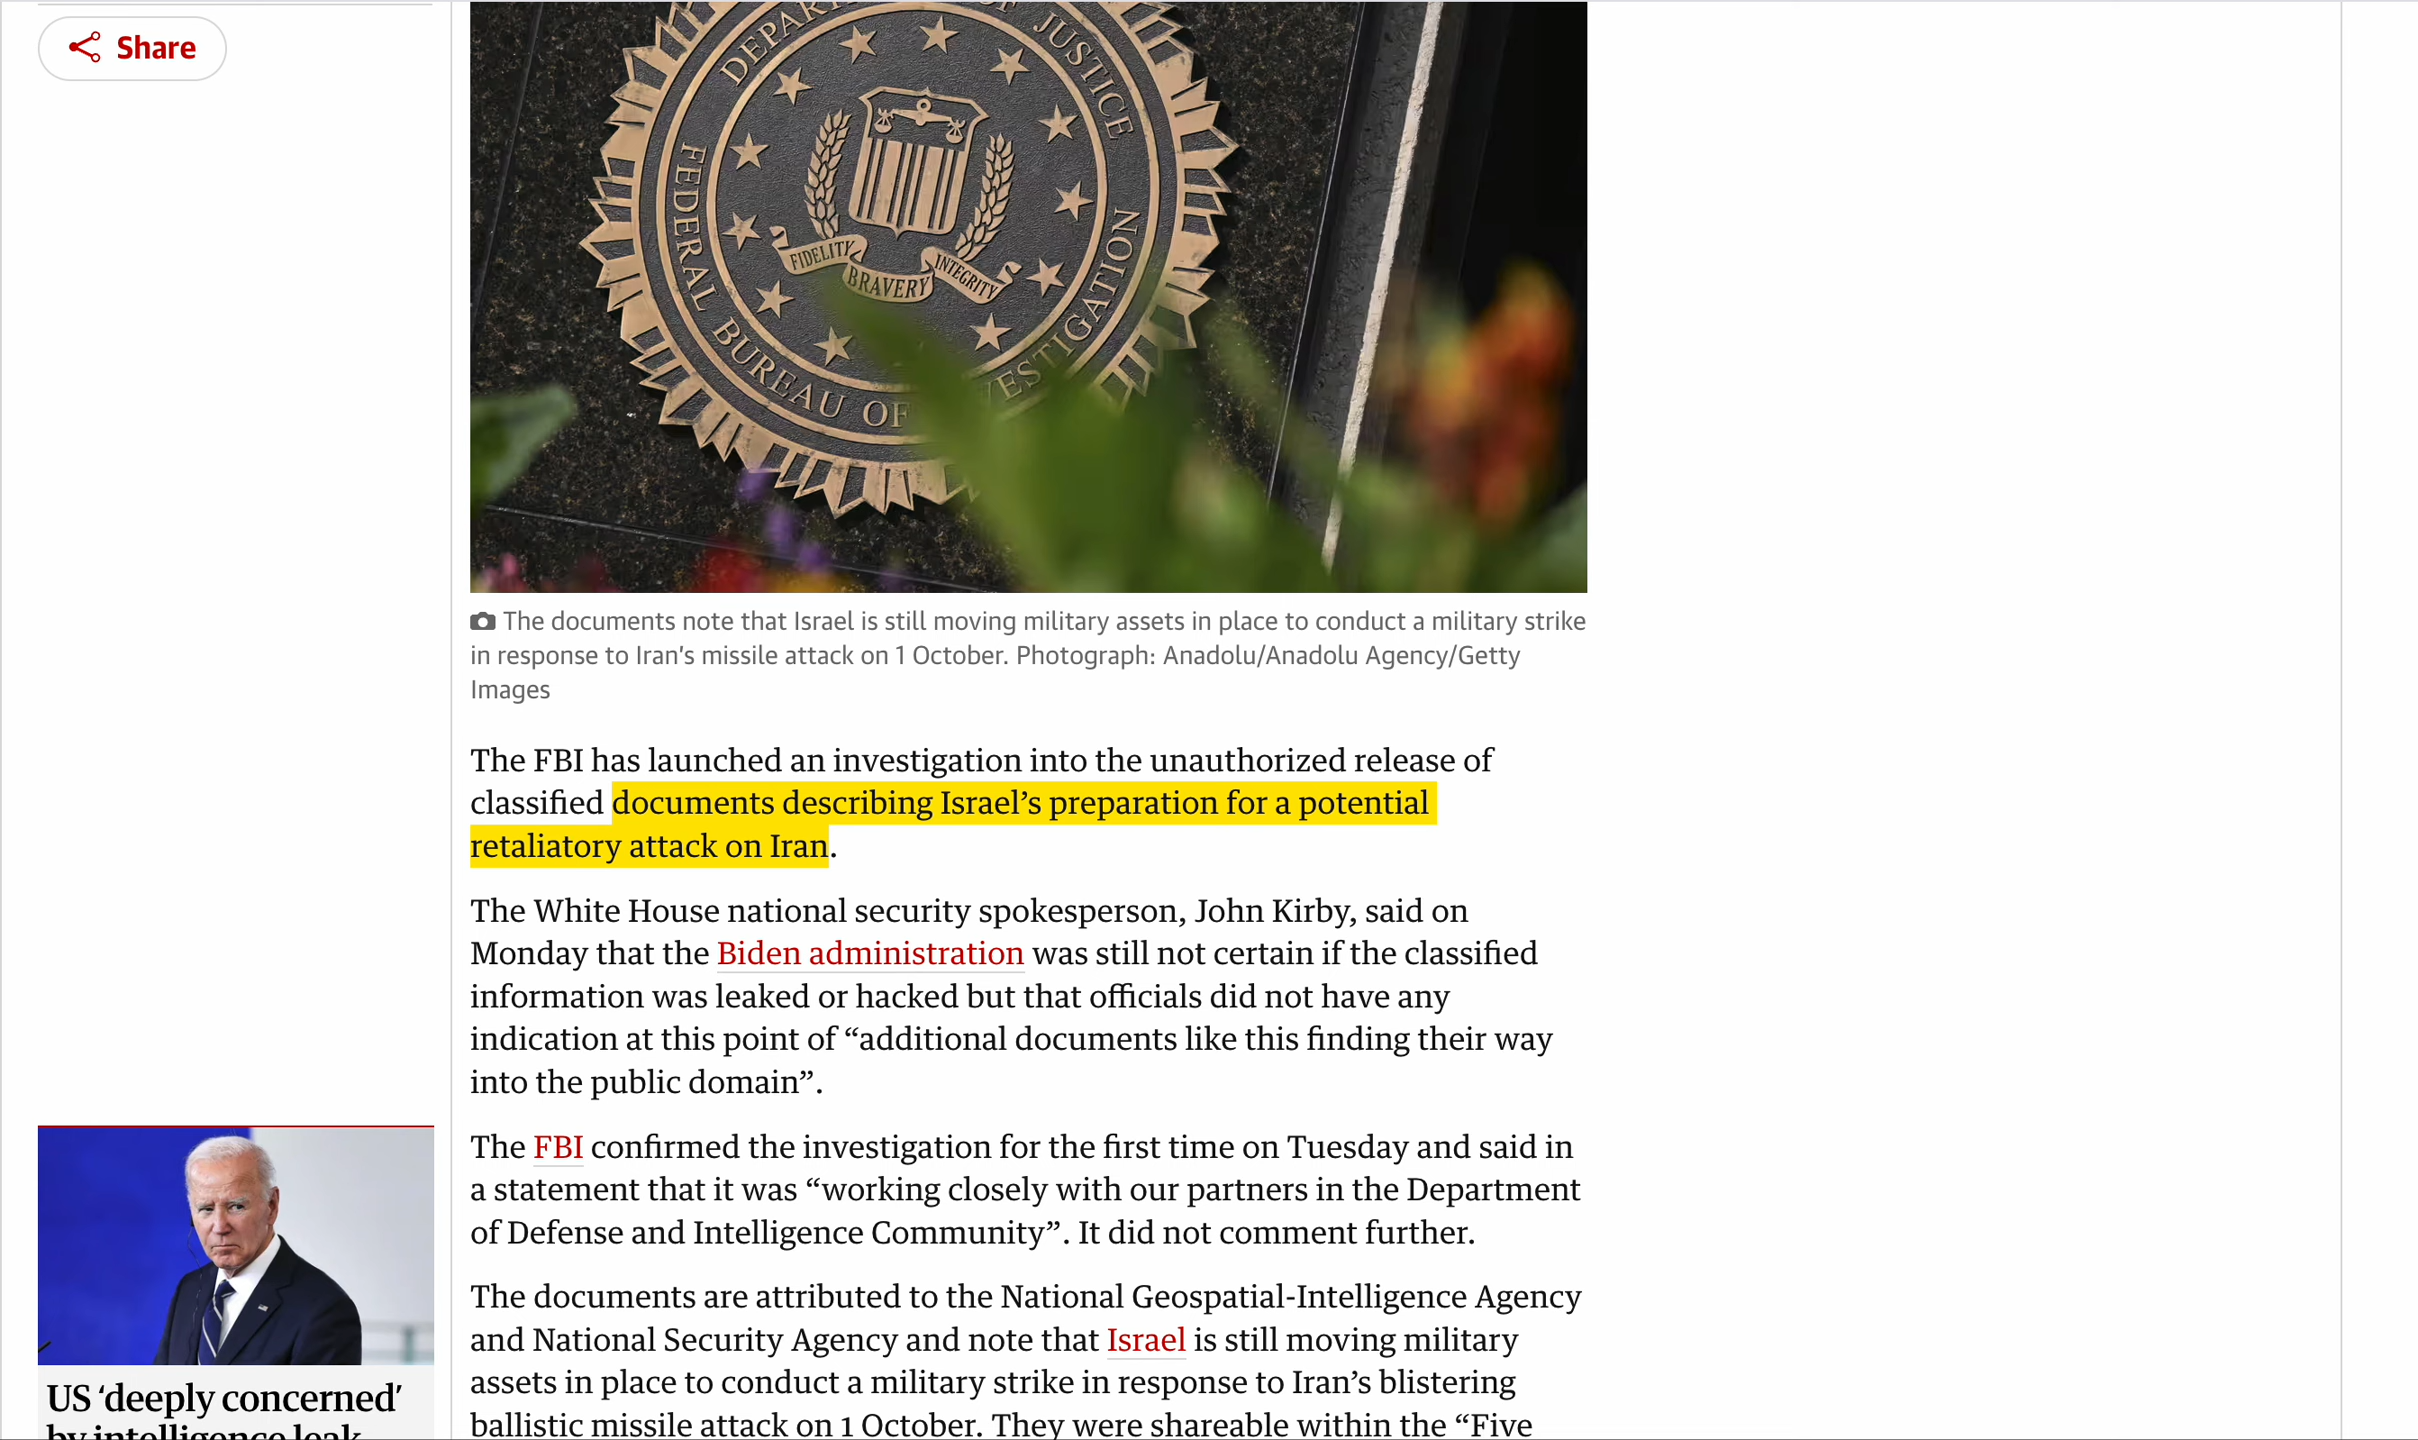 Share
DEPAR
OF JUSTICE
FEDERAL BUREAU OF
ESTIGATION
FIDELITY
BRAVERY
INTEGRITY
The documents note that Israel is still moving military assets in place to conduct a military strike
in response to Iran's missile attack on 1 October. Photograph: Anadolu/Anadolu Agency/Getty
Images
The FBI has launched an investigation into the unauthorized release of
classified documents describing Israel’s preparation for a potential
retaliatory attack on Iran.
The White House national security spokesperson, John Kirby, said on
Monday that the Biden administration was still not certain if the classified
information was leaked or hacked but that officials did not have any
indication at this point of “additional documents like this finding their way
into the public domain”.
The FBI confirmed the investigation for the first time on Tuesday and said in
a statement that it was “working closely with our partners in the Department
of Defense and Intelligence Community”. It did not comment further.
The documents are attributed to the National Geospatial-Intelligence Agency
and National Security Agency and note that Israel is still moving military
assets in place to conduct a military strike in response to Iran’s blistering
ballistic missile attack on 1 October. They were shareable within the “Five
US ‘deeply concerned’
by intelligence leak